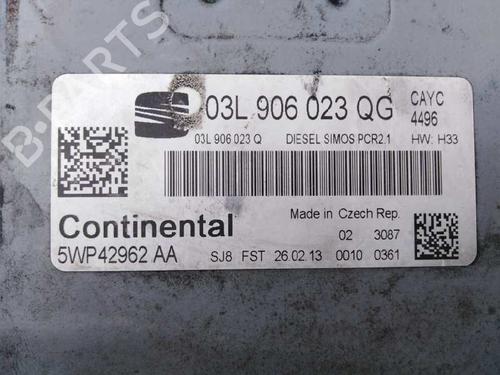 03L 906 023 QG CAYC
4496
03L 906 023 Q DIESEL SIMOS PCR2.1 HW: H33
Continental Made in Czech Rep.
02 3087
5WP42962 AA SJ8 FST 26.02.13 0010 0361
B-PARTS